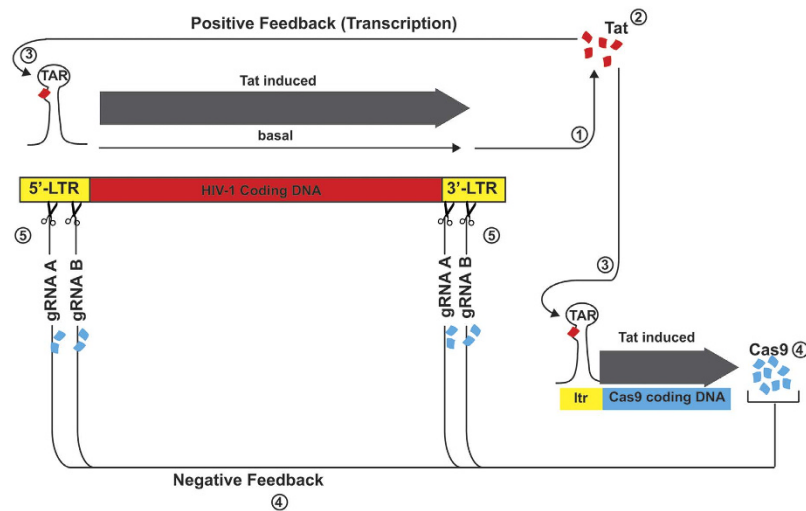 Positive Feedback (Transcription)
Tat
②
③
TAR
Tat induced
basal
①
5'-LTR
HIV-1 Coding DNA
3'-LTR
⑤
⑤
gRNA A
gRNA B
gRNA A
gRNA B
③
TAR
Tat induced
Cas9
④
ltr
Cas9 coding DNA
Negative Feedback
④